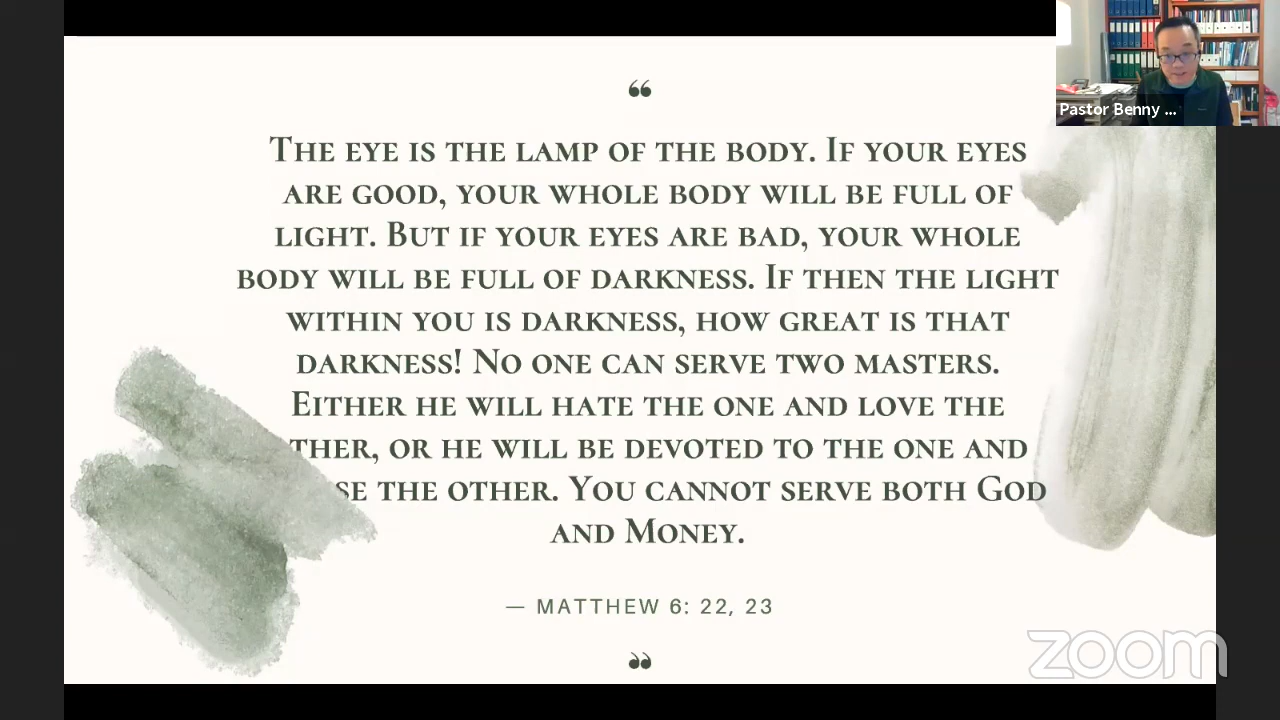 Pastor Benny ...
“
The eye is the lamp of the body. If your eyes
are good, your whole body will be full of
light. But if your eyes are bad, your whole
body will be full of darkness. If then the light
within you is darkness, how great is that
darkness! No one can serve two masters.
Either he will hate the one and love the
ther, or he will be devoted to the one and
se the other. You cannot serve both God
and Money.
— MATTHEW 6: 22, 23
”
zoom